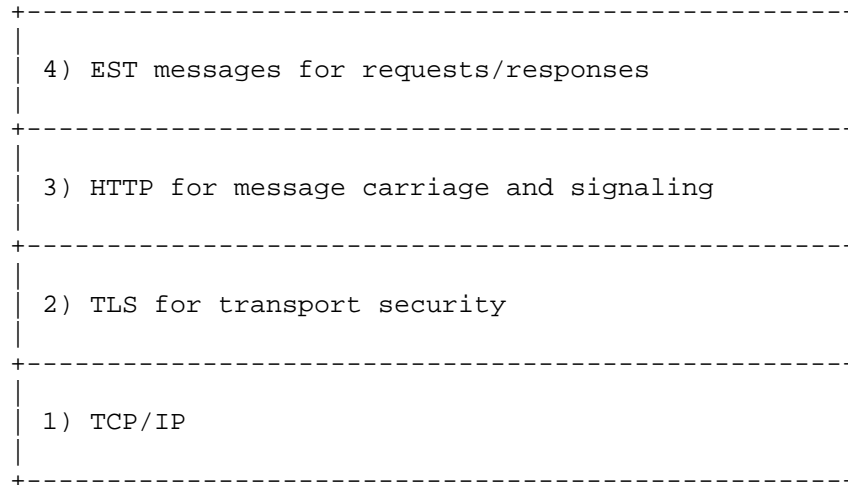 4) EST messages for requests/responses
3) HTTP for message carriage and signaling
2) TLS for transport security
1) TCP/IP